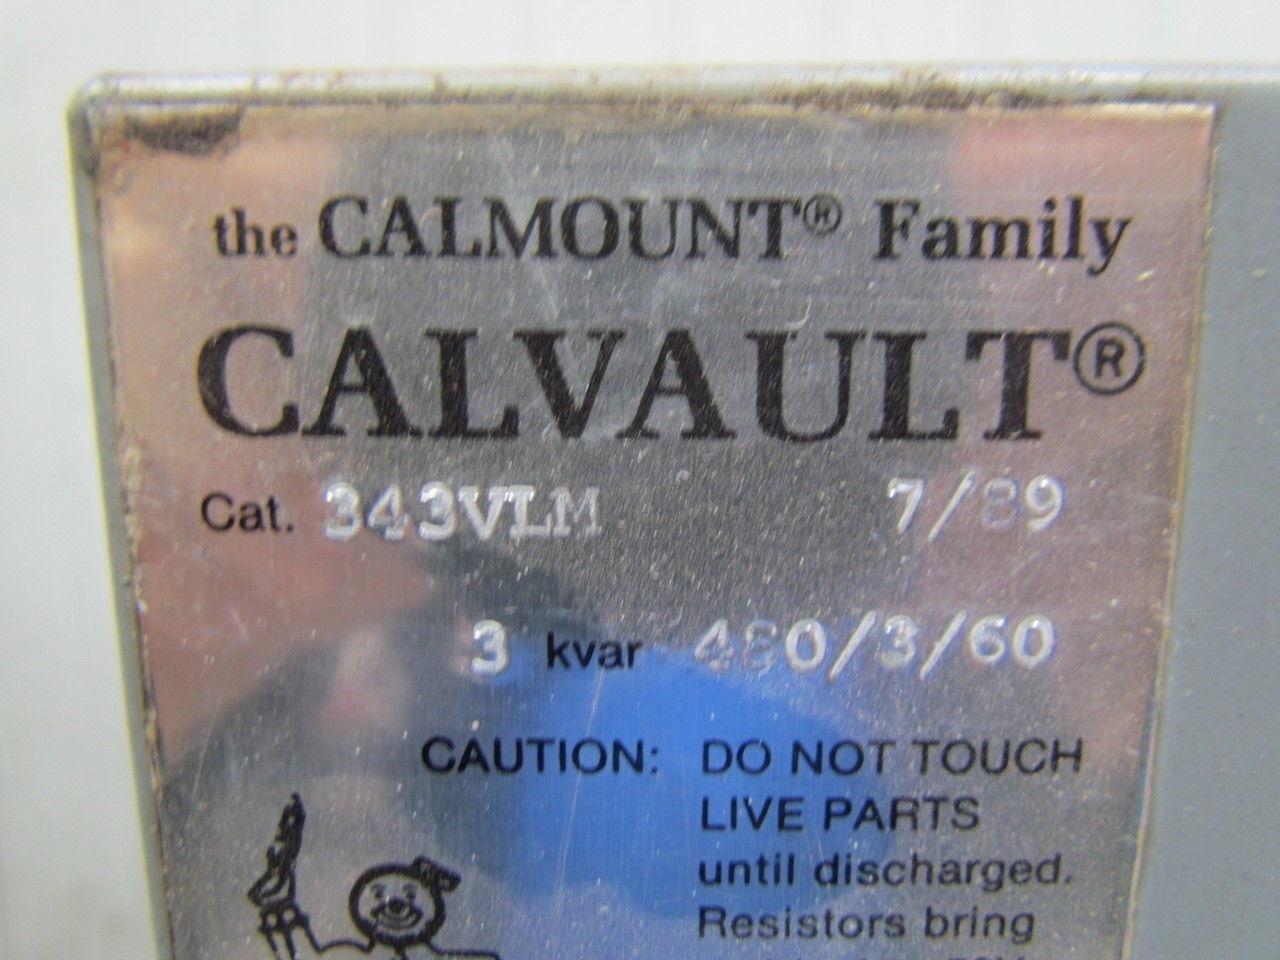 the CALMOUNT® Family
CALVAULT®
Cat. 343VLM 7/89
3 kvar 480/3/60
CAUTION: DO NOT TOUCH
LIVE PARTS
until discharged.
Resistors bring